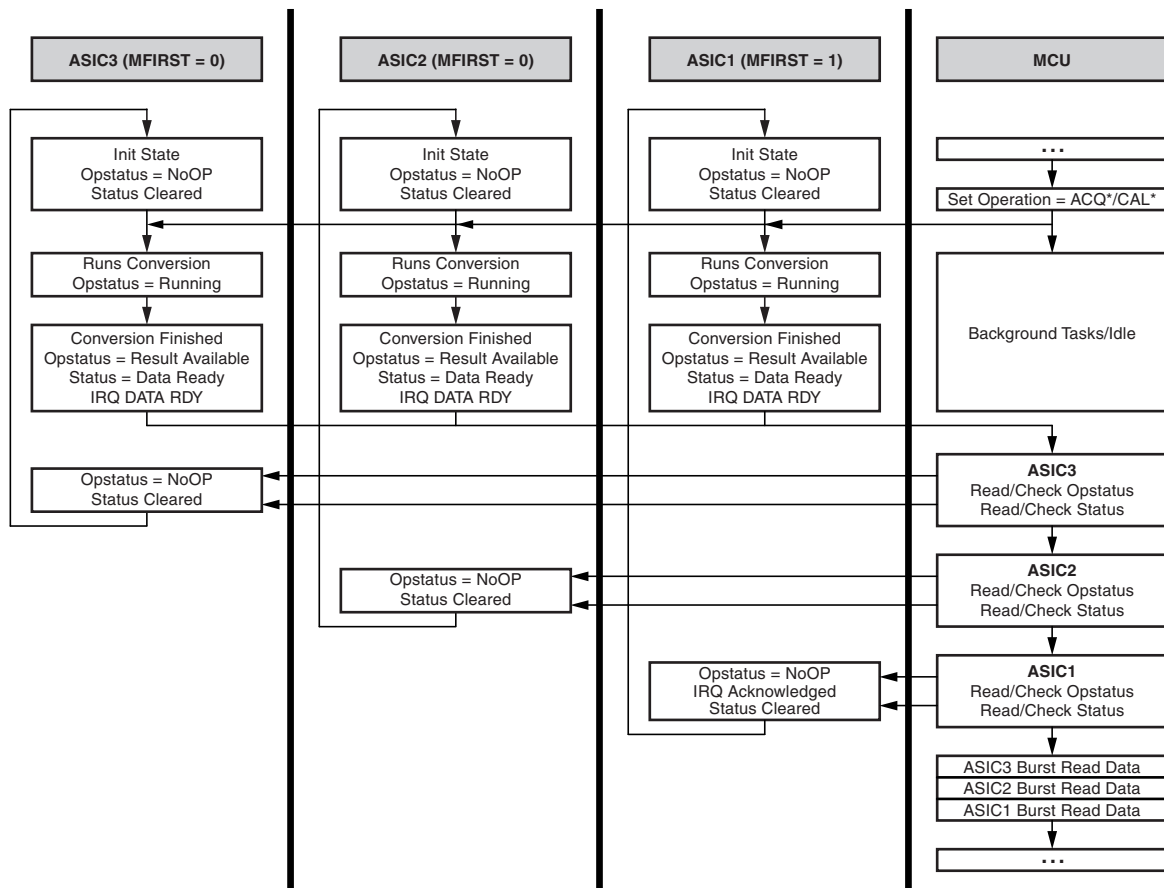 ASIC3 (MFIRST = 0)
ASIC2 (MFIRST = 0)
ASIC1 (MFIRST = 1)
MCU
Init State
Opstatus = NoOP
Status Cleared
Init State
Opstatus = NoOP
Status Cleared
Init State
Opstatus = NoOP
Status Cleared
...
Set Operation = ACQ*/CAL*
Runs Conversion
Opstatus = Running
Runs Conversion
Opstatus = Running
Runs Conversion
Opstatus = Running
Background Tasks/Idle
Conversion Finished
Opstatus = Result Available
Status = Data Ready
IRQ DATA RDY
Conversion Finished
Opstatus = Result Available
Status = Data Ready
IRQ DATA RDY
Conversion Finished
Opstatus = Result Available
Status = Data Ready
IRQ DATA RDY
Opstatus = NoOP
Status Cleared
ASIC3
Read/Check Opstatus
Read/Check Status
Opstatus = NoOP
Status Cleared
ASIC2
Read/Check Opstatus
Read/Check Status
Opstatus = NoOP
IRQ Acknowledged
Status Cleared
ASIC1
Read/Check Opstatus
Read/Check Status
ASIC3 Burst Read Data
ASIC2 Burst Read Data
ASIC1 Burst Read Data
...